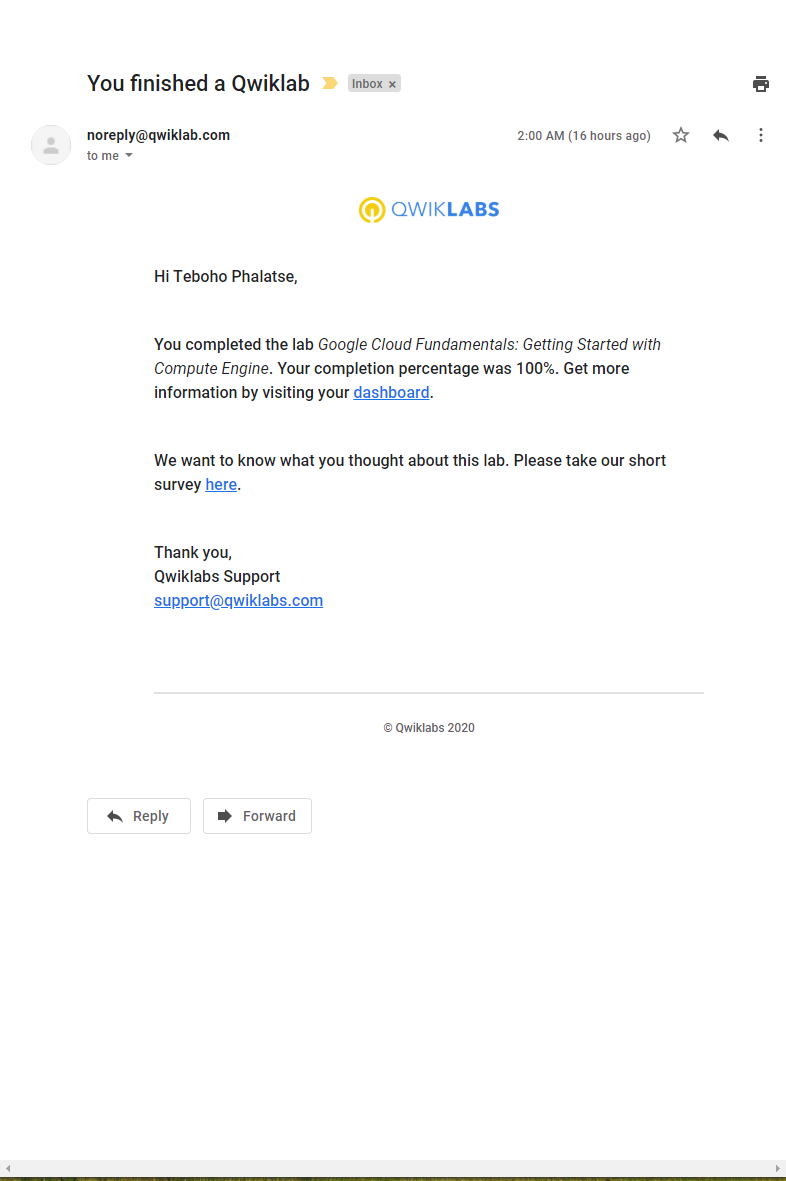 You finished a Qwiklab
Inbox ×
noreply@qwiklab.com
2:00 AM (16 hours ago)
to me
QWIKLABS
Hi Teboho Phalatse,
You completed the lab Google Cloud Fundamentals: Getting Started with
Compute Engine. Your completion percentage was 100%. Get more
information by visiting your dashboard.
We want to know what you thought about this lab. Please take our short
survey here.
Thank you,
Qwiklabs Support
support@qwiklabs.com
© Qwiklabs 2020
Reply
Forward